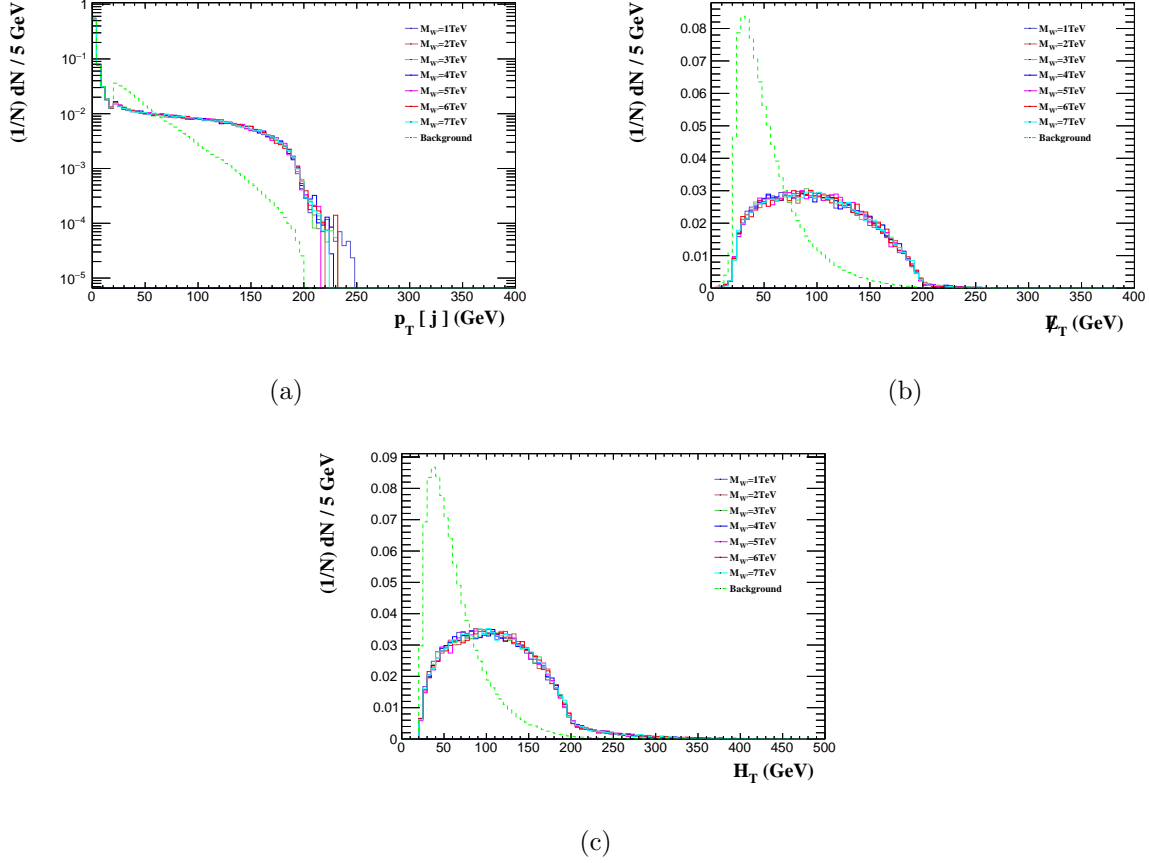 (1/N) dN / 5 GeV
1
10⁻¹
10⁻²
10⁻³
10⁻⁴
10⁻⁵
0 50 100 150 200 250 300 350 400
p_T [ j ] (GeV)
M_W'=1TeV
M_W'=2TeV
M_W'=3TeV
M_W'=4TeV
M_W'=5TeV
M_W'=6TeV
M_W'=7TeV
Background
(a)
(1/N) dN / 5 GeV
0.08
0.07
0.06
0.05
0.04
0.03
0.02
0.01
0
0 50 100 150 200 250 300 350 400
E̸_T (GeV)
M_W'=1TeV
M_W'=2TeV
M_W'=3TeV
M_W'=4TeV
M_W'=5TeV
M_W'=6TeV
M_W'=7TeV
Background
(b)
(1/N) dN / 5 GeV
0.09
0.08
0.07
0.06
0.05
0.04
0.03
0.02
0.01
0
0 50 100 150 200 250 300 350 400 450 500
H_T (GeV)
M_W'=1TeV
M_W'=2TeV
M_W'=3TeV
M_W'=4TeV
M_W'=5TeV
M_W'=6TeV
M_W'=7TeV
Background
(c)